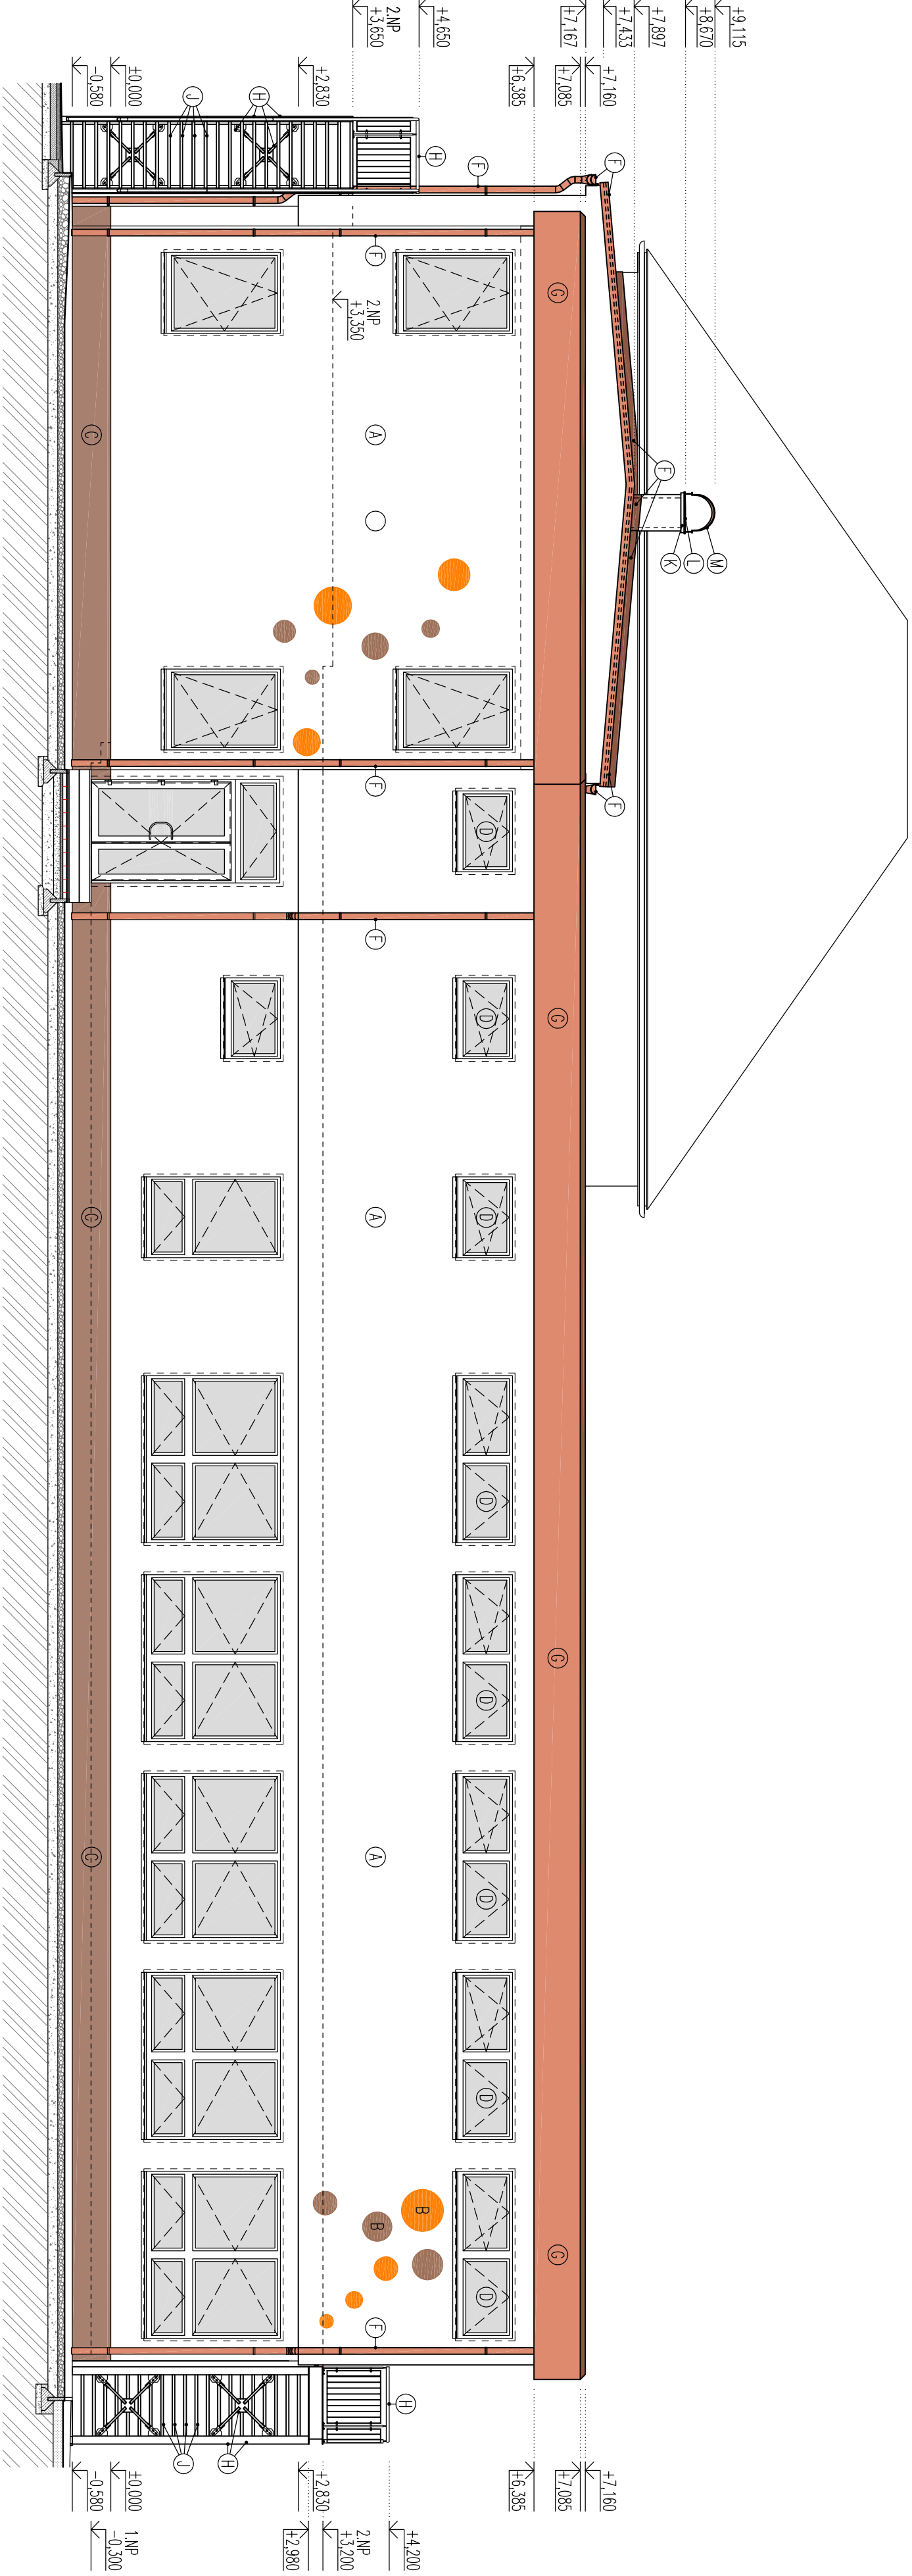 +9,115
+8,670
+7,897
+7,433
+7,167
M
L
K
F
F
F
+7,160
+7,085
+6,385
G
G
G
G
+7,160
+7,085
+6,385
F
D
D
D
D
D
D
D
D
+4,650
H
B
B
2.NP
+3,650
F
A
F
F
A
A
F
H
+4,200
2.NP
+3,350
2.NP
+3,200
+2,980
+2,830
+2,830
H
J
H
J
±0,000
-0,580
C
C
C
±0,000
-0,580
1.NP
-0,300